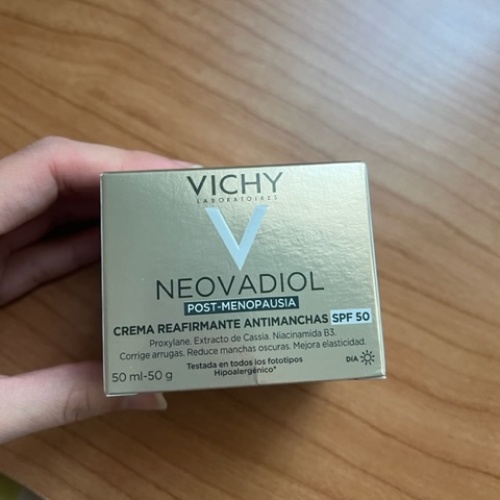 VICHY
LABORATOIRES
NEOVADIOL
POST-MENOPAUSIA
CREMA REAFIRMANTE ANTIMANCHAS SPF 50
Proxylane. Extracto de Cassia. Niacinamida B3.
Corrige arrugas. Reduce manchas oscuras. Mejora elasticidad.
Testada en todos los fototipos
Hipoalergénico*
DIA
50 ml-50 g